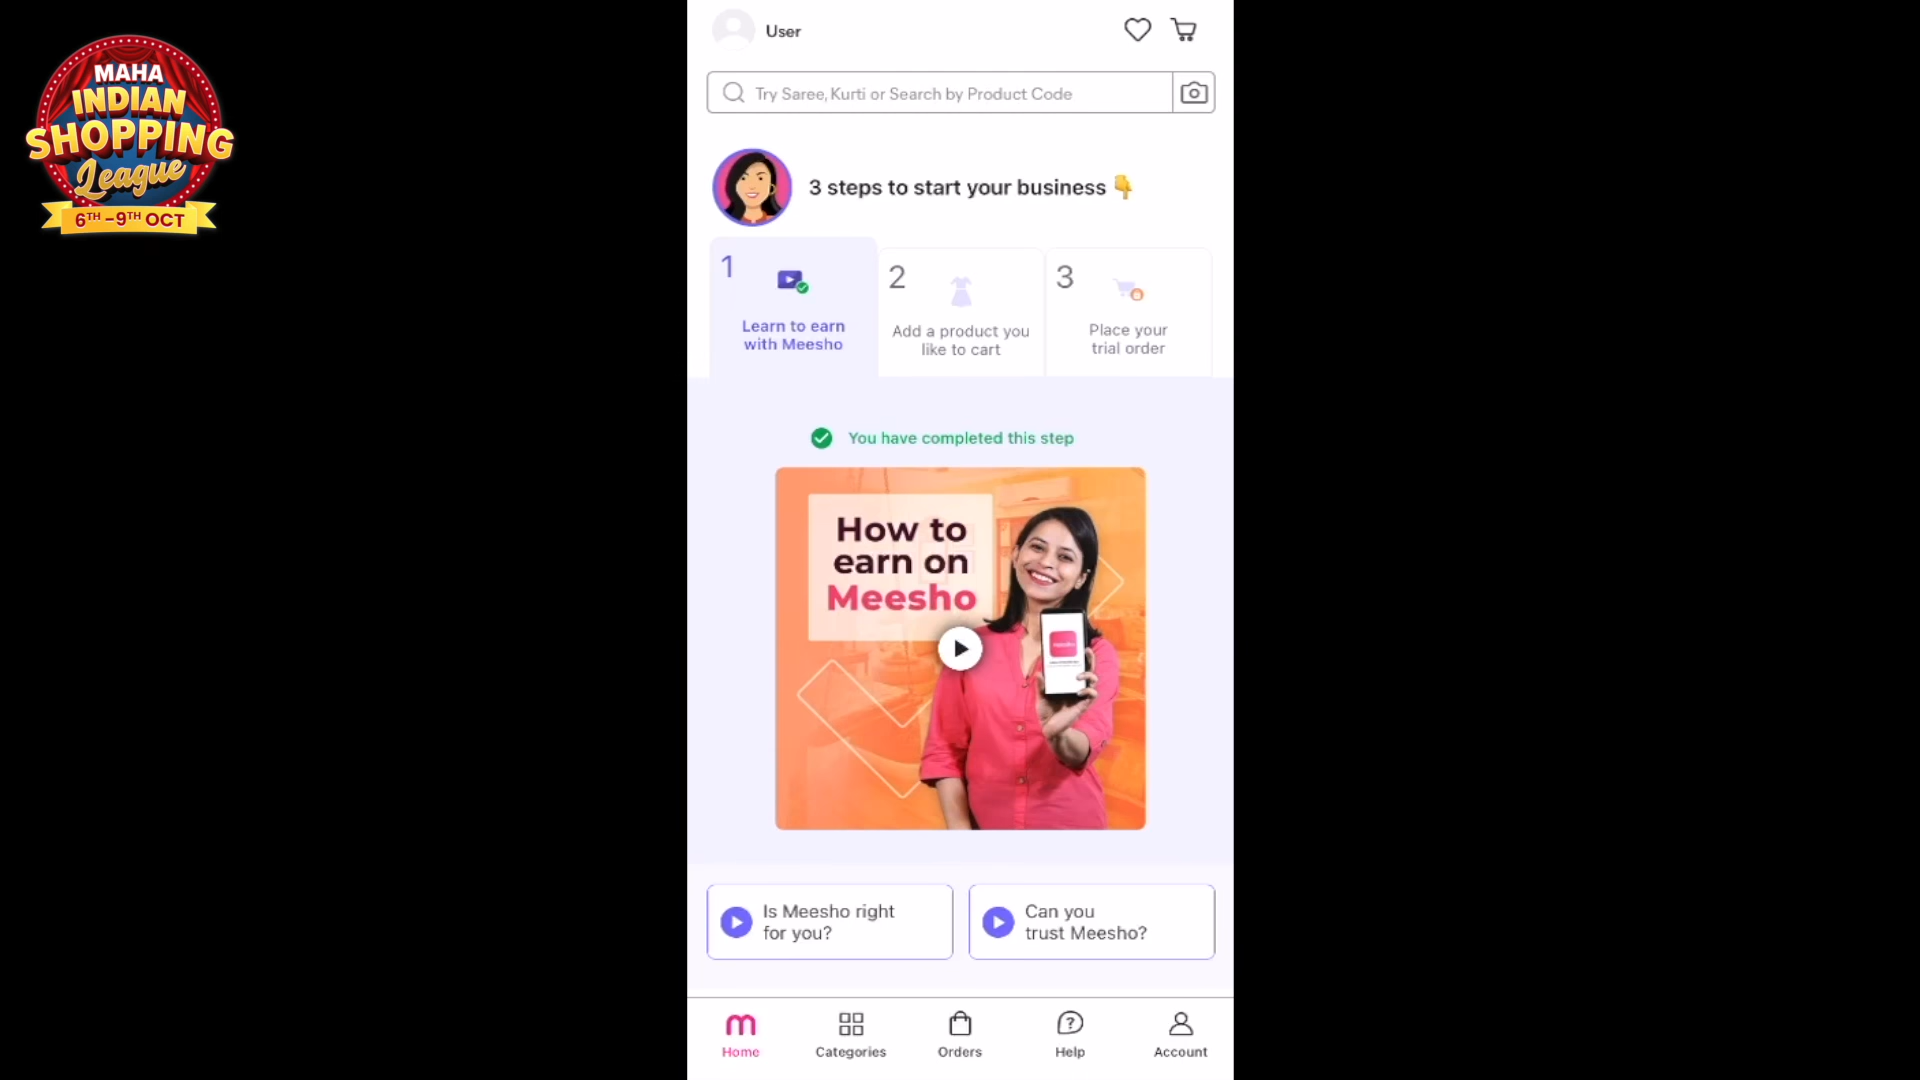 MAHA
INDIAN
SHOPPING
League
6TH - 9TH OCT
User
Try Saree, Kurti or Search by Product Code
3 steps to start your business 👇
1
Learn to earn
with Meesho
2
Add a product you
like to cart
3
Place your
trial order
You have completed this step
How to
earn on
Meesho
Is Meesho right
for you?
Can you
trust Meesho?
Home
Categories
Orders
Help
Account